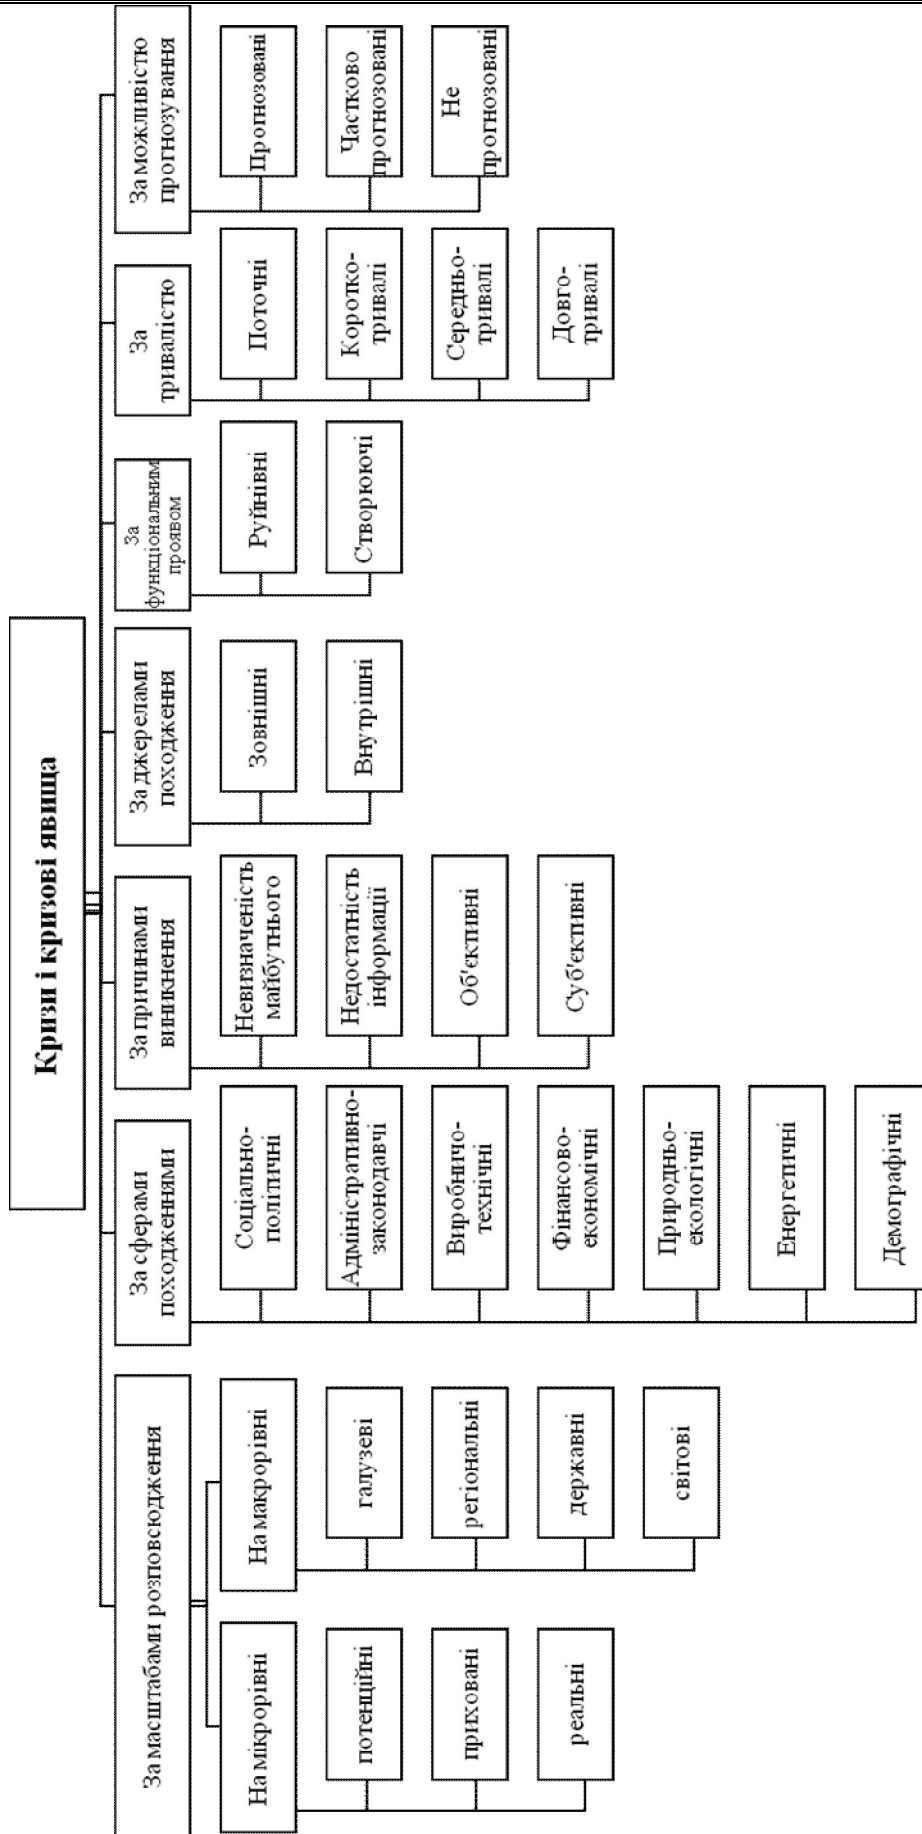 Кризи і кризові явища
За масштабами розповсюдження
На мікрорівні
потенційні
приховані
реальні
На макрорівні
галузеві
регіональні
державні
світові
За сферами
походженнями
Соціально-
політичні
Адміністративно-
законодавчі
Виробничо-
технічні
Фінансово-
економічні
Природньо-
екологічні
Енергетичні
Демографічні
За причинами
виникнення
Невизначеність
майбутнього
Недостатність
інформації
Об'єктивні
Суб'єктивні
За джерелами
походження
Зовнішні
Внутрішні
За
функціональним
проявом
Руйнівні
Створюючі
За
тривалістю
Поточні
Коротко-
тривалі
Середньо-
тривалі
Довго-
тривалі
За можливістю
прогнозування
Прогнозовані
Частково
прогнозовані
Не
прогнозовані